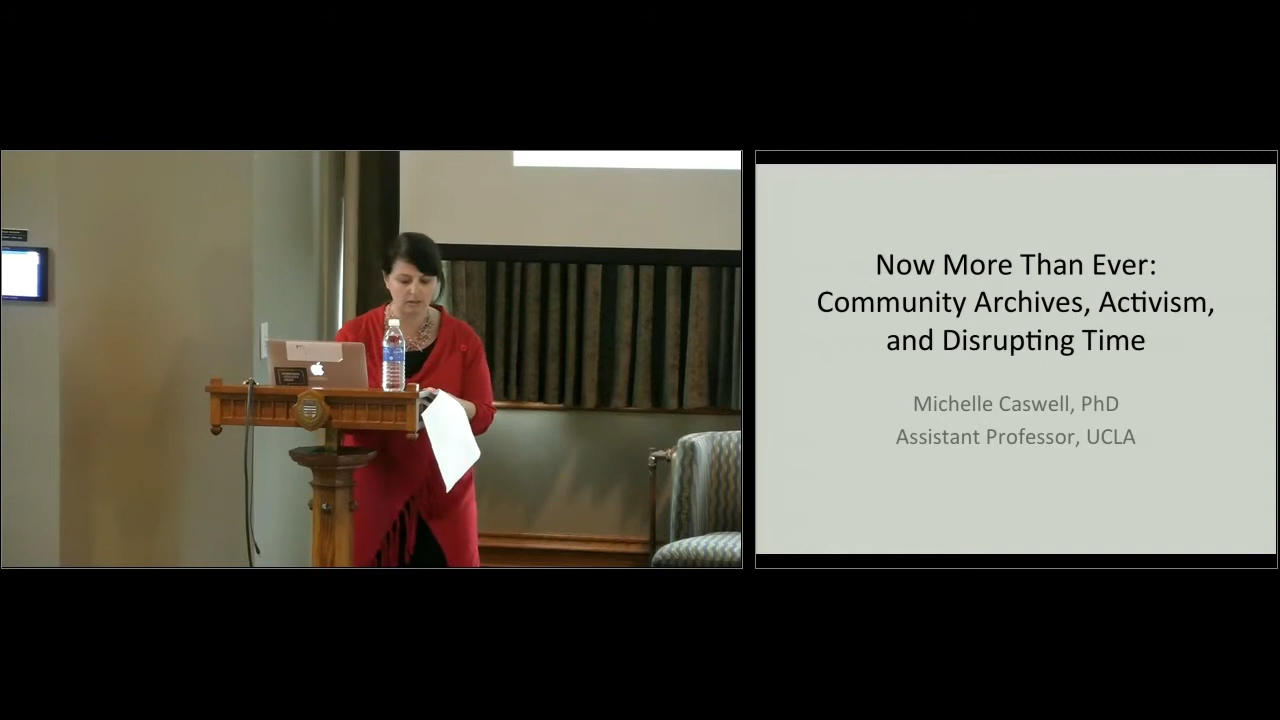 Now More Than Ever:
Community Archives, Activism,
and Disrupting Time
Michelle Caswell, PhD
Assistant Professor, UCLA